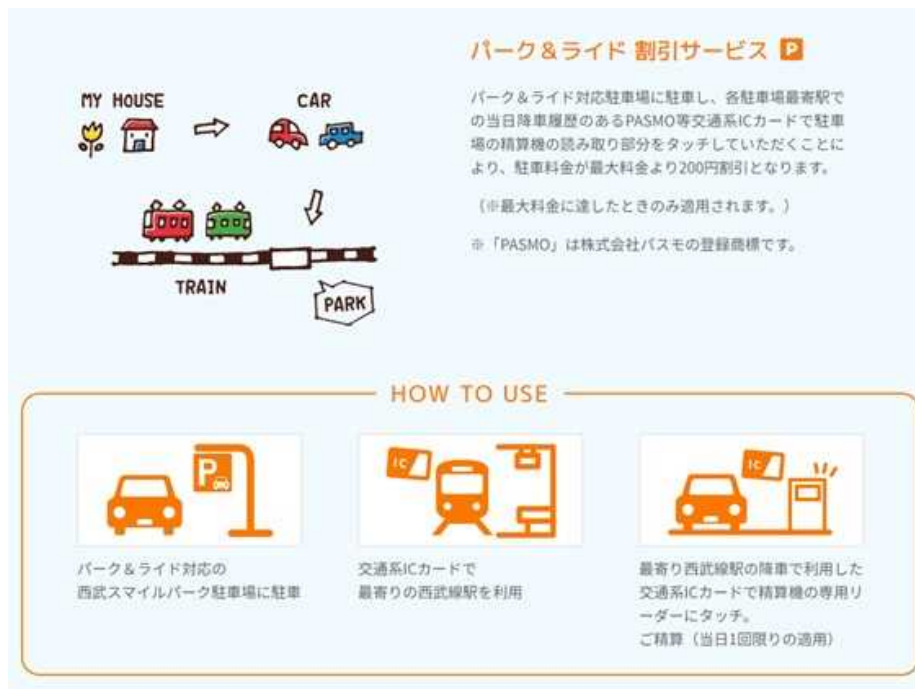 パーク＆ライド 割引サービス P
MY HOUSE
CAR
TRAIN
PARK
パーク＆ライド対応駐車場に駐車し、各駐車場最寄駅で
の当日降車履歴のあるPASMO等交通系ICカードで駐車
場の精算機の読み取り部分をタッチしていただくことに
より、駐車料金が最大料金より200円割引となります。
（※最大料金に達したときのみ適用されます。）
※「PASMO」は株式会社パスモの登録商標です。
HOW TO USE
P
IC
IC
パーク＆ライド対応の
西武スマイルパーク駐車場に駐車
交通系ICカードで
最寄りの西武線駅を利用
最寄り西武線駅の降車で利用した
交通系ICカードで精算機の専用リ
ーダーにタッチ。
ご精算（当日1回限りの適用）